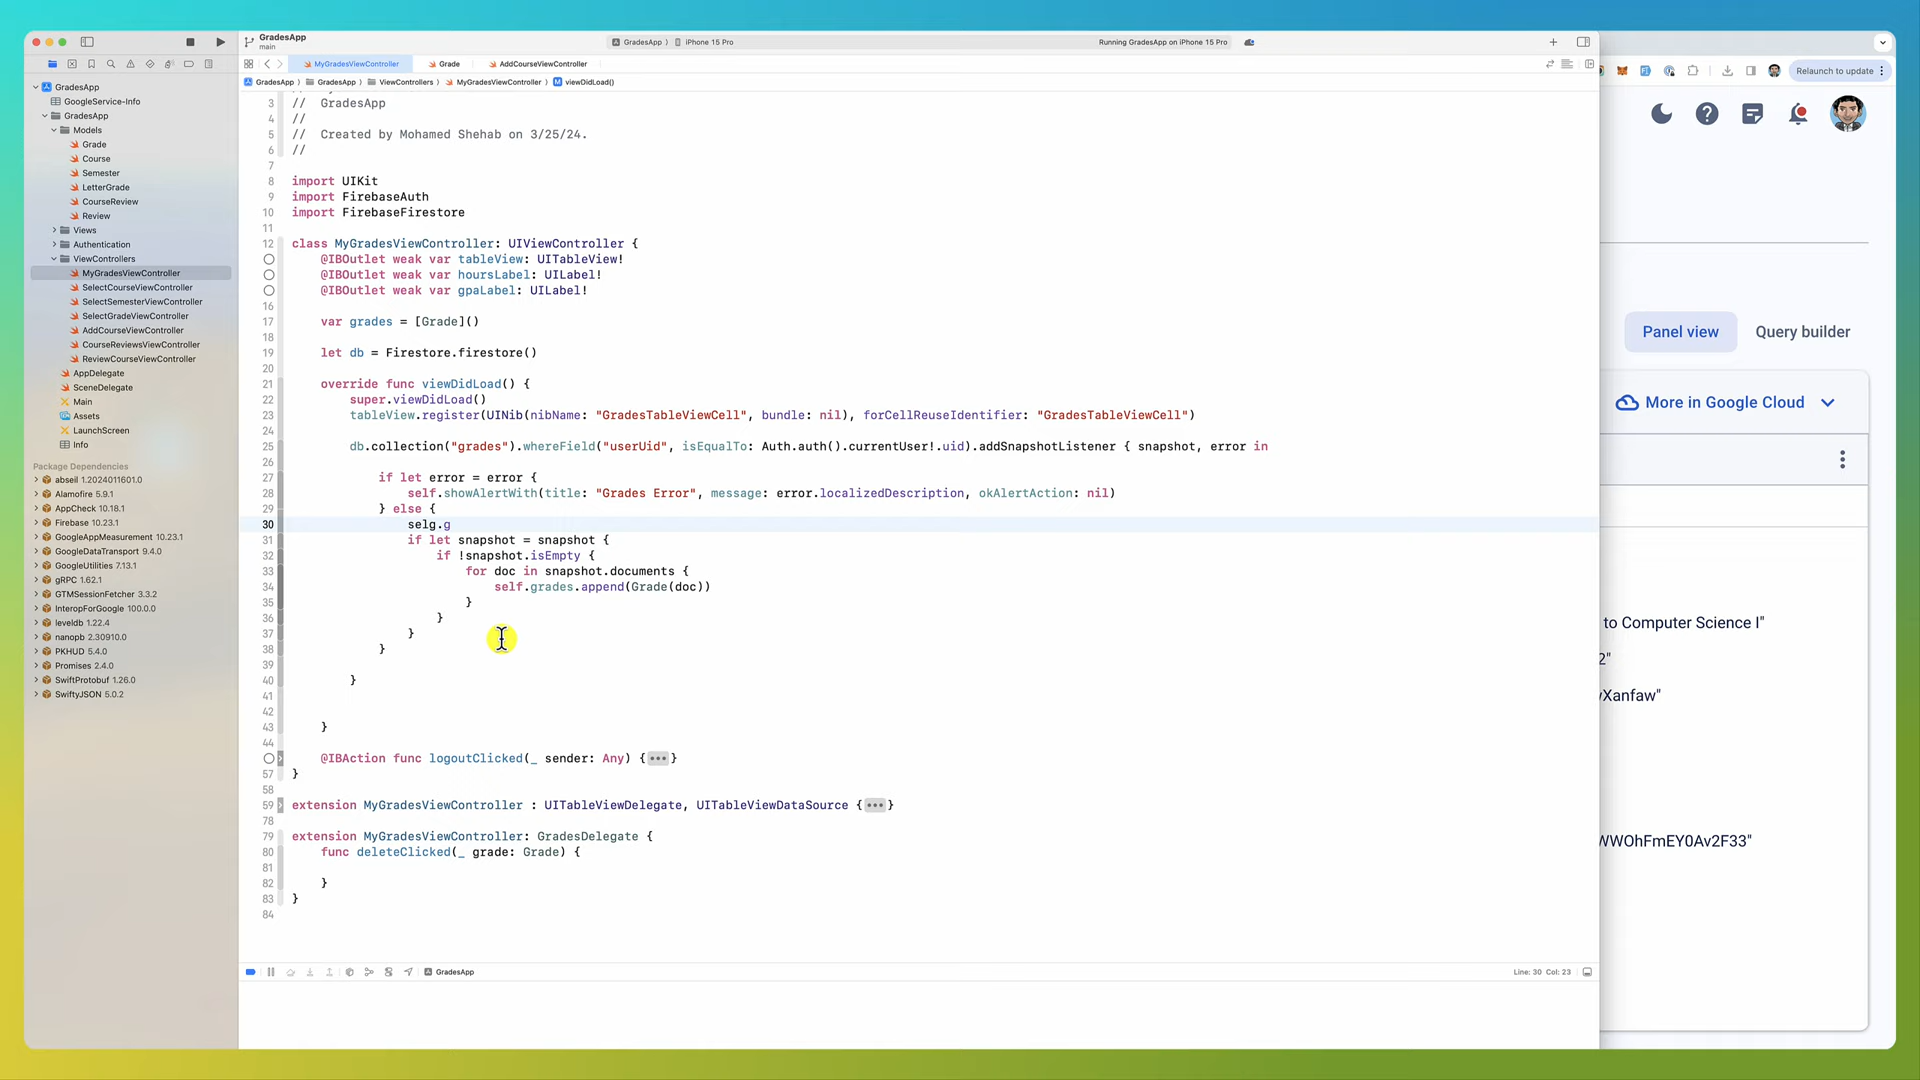 GradesApp
main
GradesApp
iPhone 15 Pro
Running GradesApp on iPhone 15 Pro
Relaunch to update
MyGradesViewController
Grade
AddCourseViewController
GradesApp
GradesApp
ViewControllers
MyGradesViewController
M viewDidLoad()
GradesApp
GoogleService-Info
GradesApp
Models
Grade
Course
Semester
LetterGrade
CourseReview
Review
Views
Authentication
ViewControllers
MyGradesViewController
SelectCourseViewController
SelectSemesterViewController
SelectGradeViewController
AddCourseViewController
CourseReviewsViewController
ReviewCourseViewController
AppDelegate
SceneDelegate
Main
Assets
LaunchScreen
Info
Package Dependencies
abseil 1.2024011601.0
Alamofire 5.9.1
AppCheck 10.18.1
Firebase 10.23.1
GoogleAppMeasurement 10.23.1
GoogleDataTransport 9.4.0
GoogleUtilities 7.13.1
gRPC 1.62.1
GTMSessionFetcher 3.3.2
InteropForGoogle 100.0.0
leveldb 1.22.4
nanopb 2.30910.0
PKHUD 5.4.0
Promises 2.4.0
SwiftProtobuf 1.26.0
SwiftyJSON 5.0.2
3 //  GradesApp
4 //
5 //  Created by Mohamed Shehab on 3/25/24.
6 //
7
8 import UIKit
9 import FirebaseAuth
10 import FirebaseFirestore
11
12 class MyGradesViewController: UIViewController {
@IBOutlet weak var tableView: UITableView!
@IBOutlet weak var hoursLabel: UILabel!
@IBOutlet weak var gpaLabel: UILabel!
16
17 var grades = [Grade]()
18
19 let db = Firestore.firestore()
20
21 override func viewDidLoad() {
22 super.viewDidLoad()
23 tableView.register(UINib(nibName: "GradesTableViewCell", bundle: nil), forCellReuseIdentifier: "GradesTableViewCell")
24
25 db.collection("grades").whereField("userUid", isEqualTo: Auth.auth().currentUser!.uid).addSnapshotListener { snapshot, error in
26
27 if let error = error {
28 self.showAlertWith(title: "Grades Error", message: error.localizedDescription, okAlertAction: nil)
29 } else {
30 selg.g
31 if let snapshot = snapshot {
32 if !snapshot.isEmpty {
33 for doc in snapshot.documents {
34 self.grades.append(Grade(doc))
35 }
36 }
37 }
38 }
39
40 }
41
42
43 }
44
@IBAction func logoutClicked(_ sender: Any) {•••}
57 }
58
59 extension MyGradesViewController : UITableViewDelegate, UITableViewDataSource {•••}
78
79 extension MyGradesViewController: GradesDelegate {
80 func deleteClicked(_ grade: Grade) {
81
82 }
83 }
84
GradesApp
Line: 30 Col: 23
Panel view
Query builder
More in Google Cloud
to Computer Science I"
2"
Xanfaw"
WOhFmEY0Av2F33"